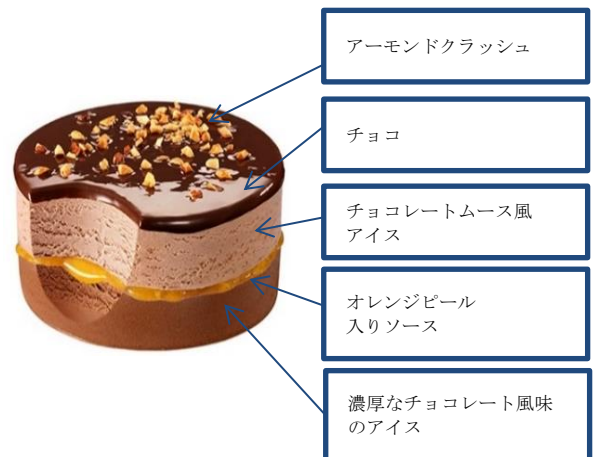 アーモンドクラッシュ
チョコ
チョコレートムース風
アイス
オレンジピール
入りソース
濃厚なチョコレート風味
のアイス